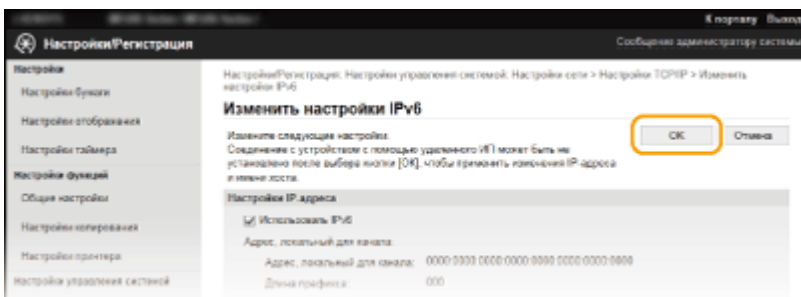 К порталу Выход
Настройки/Регистрация
Сообщение администратору системы
Настройки
Настройки бумаги
Настройки отображения
Настройки таймера
Настройки функций
Общие настройки
Настройки копирования
Настройки принтера
Настройки управления системой
Настройки/Регистрация: Настройки управления системой: Настройки сети > Настройки TCP/IP > Изменить
настройки IPv6
Изменить настройки IPv6
Измените следующие настройки.
Соединение с устройством с помощью удаленного ИП может быть не
установлено после выбора кнопки [OK], чтобы применить изменения IP-адреса
и имени хоста.
OK Отмена
Настройки IP-адреса
Использовать IPv6
Адрес, локальный для канала:
Адрес, локальный для канала: 0000:0000:0000:0000:0000:0000:0000:0000
Длина префикса: 000